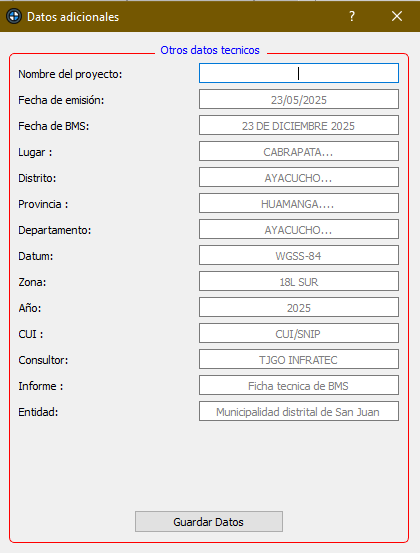 Datos adicionales
Otros datos tecnicos
Nombre del proyecto:
Fecha de emisión: 23/05/2025
Fecha de BMS: 23 DE DICIEMBRE 2025
Lugar : CABRAPATA...
Distrito: AYACUCHO...
Provincia : HUAMANGA....
Departamento: AYACUCHO...
Datum: WGSS-84
Zona: 18L SUR
Año: 2025
CUI : CUI/SNIP
Consultor: TJGO INFRATEC
Informe : Ficha tecnica de BMS
Entidad: Municipalidad distrital de San Juan
Guardar Datos